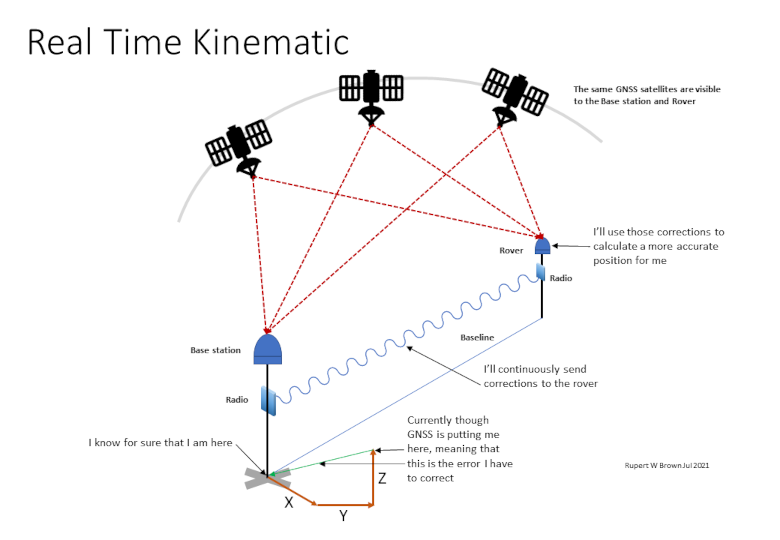 Real Time Kinematic
The same GNSS satellites are visible
to the Base station and Rover
I'll use those corrections to
calculate a more accurate
position for me
Rover
Radio
Baseline
Base station
I'll continuously send
corrections to the rover
Radio
Currently though
GNSS is putting me
here, meaning that
this is the error I have
to correct
I know for sure that I am here
Rupert W Brown Jul 2021
X
Y
Z